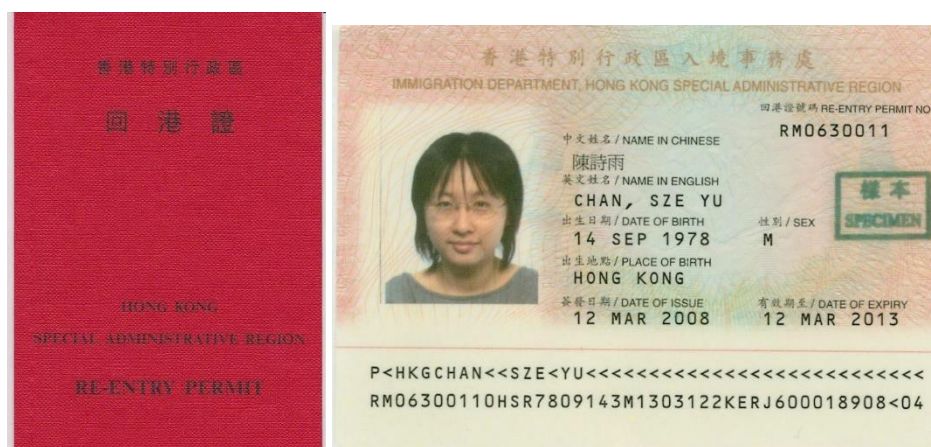 香港特別行政區
回港證
HONG KONG
SPECIAL ADMINISTRATIVE REGION
RE-ENTRY PERMIT
香港特別行政區入境事務處
IMMIGRATION DEPARTMENT, HONG KONG SPECIAL ADMINISTRATIVE REGION
回港證號碼 RE-ENTRY PERMIT NO
RM0630011
中文姓名 / NAME IN CHINESE
陳詩雨
英文姓名 / NAME IN ENGLISH
CHAN, SZE YU
出生日期 / DATE OF BIRTH 性別 / SEX
14 SEP 1978 M
樣本
SPECIMEN
出生地點 / PLACE OF BIRTH
HONG KONG
簽發日期 / DATE OF ISSUE 有效期至 / DATE OF EXPIRY
12 MAR 2008 12 MAR 2013
P<HKGCHAN<<SZE<YU<<<<<<<<<<<<<<<<<<<<<<<<<<<
RM06300110HSR7809143M1303122KERJ600018908<04